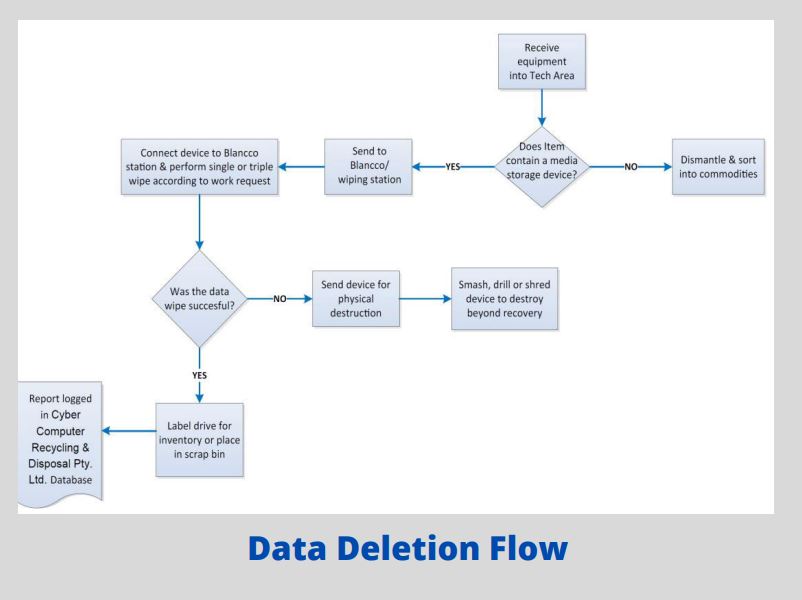 Receive
equipment
into Tech Area
Does Item
contain a media
storage device?
YES
NO
Dismantle & sort
into commodities
Send to
Blancco/
wiping station
Connect device to Blancco
station & perform single or triple
wipe according to work request
Was the data
wipe succesful?
NO
Send device for
physical
destruction
Smash, drill or shred
device to destroy
beyond recovery
YES
Label drive for
inventory or place
in scrap bin
Report logged
in Cyber
Computer
Recycling &
Disposal Pty.
Ltd. Database
Data Deletion Flow